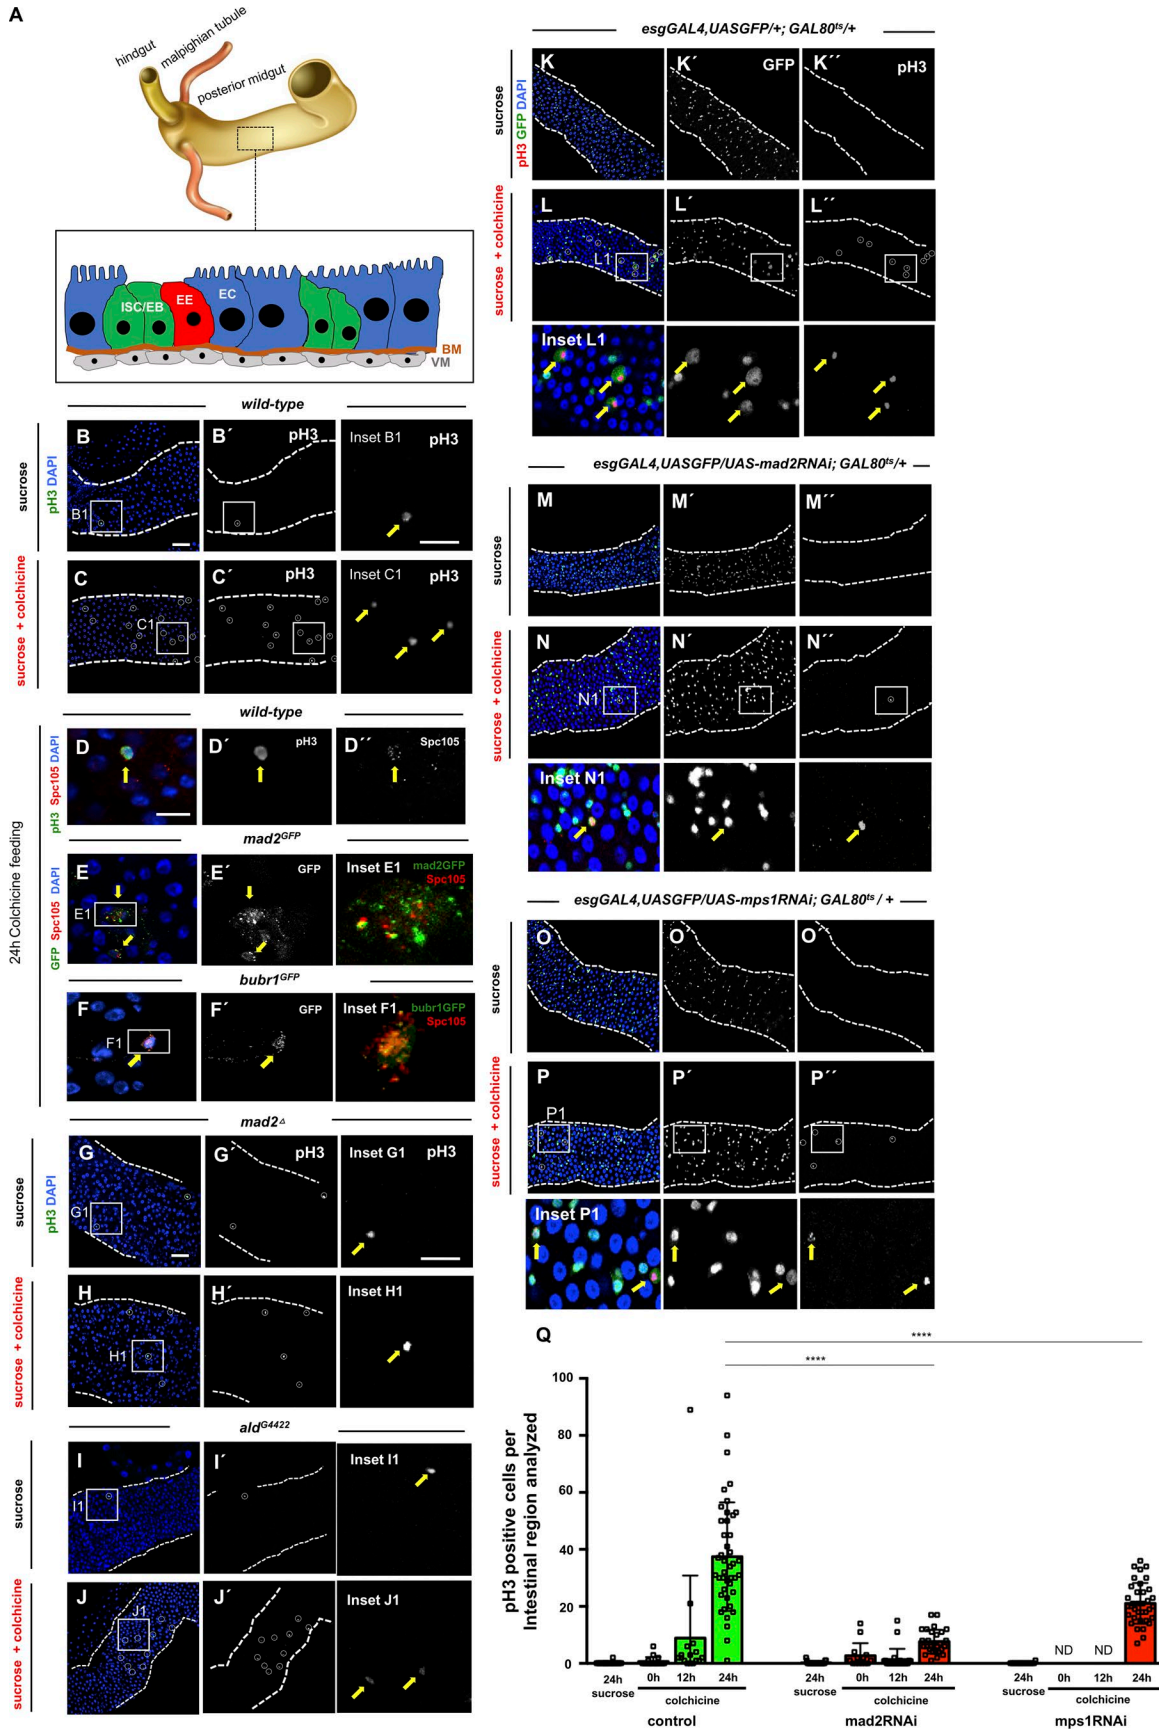 A
hindgut
malpighian tubule
posterior midgut
ISC/EB
EE
EC
BM
VM
wild-type
sucrose
pH3 DAPI
B
B´
pH3
Inset B1
pH3
B1
sucrose + colchicine
C
C´
pH3
Inset C1
pH3
C1
wild-type
24h Colchicine feeding
pH3 Spc105 DAPI
D
D´
pH3
D´´
Spc105
mad2GFP
GFP Spc105 DAPI
E
E´
GFP
Inset E1
mad2GFP
Spc105
E1
bubr1GFP
F
F´
GFP
Inset F1
bubr1GFP
Spc105
F1
mad2Δ
sucrose
pH3 DAPI
G
G´
pH3
Inset G1
pH3
G1
sucrose + colchicine
H
H´
Inset H1
H1
aldG4422
sucrose
I
I´
Inset I1
I1
sucrose + colchicine
J
J´
Inset J1
J1
esgGAL4,UASGFP/+; GAL80ts/+
sucrose
pH3 GFP DAPI
K
K´
GFP
K´´
pH3
sucrose + colchicine
L
L´
L´´
L1
Inset L1
esgGAL4,UASGFP/UAS-mad2RNAi; GAL80ts/+
sucrose
M
M´
M´´
sucrose + colchicine
N
N´
N´´
N1
Inset N1
esgGAL4,UASGFP/UAS-mps1RNAi; GAL80ts / +
sucrose
O
O´
O´´
sucrose + colchicine
P
P´
P´´
P1
Inset P1
Q
****
****
pH3 positive cells per
Intestinal region analyzed
100
80
60
40
20
0
ND
ND
24h
sucrose
0h
12h
24h
colchicine
control
24h
sucrose
0h
12h
24h
colchicine
mad2RNAi
24h
sucrose
0h
12h
24h
colchicine
mps1RNAi